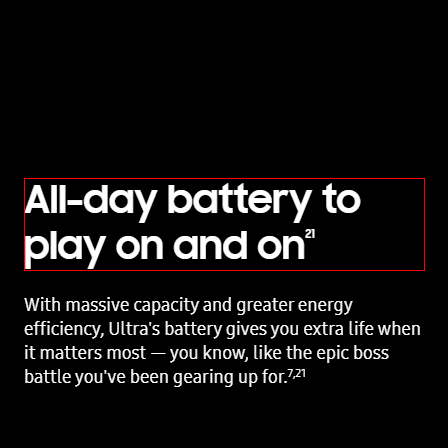 All-day battery to
play on and on21
With massive capacity and greater energy
efficiency, Ultra's battery gives you extra life when
it matters most — you know, like the epic boss
battle you've been gearing up for.7,21